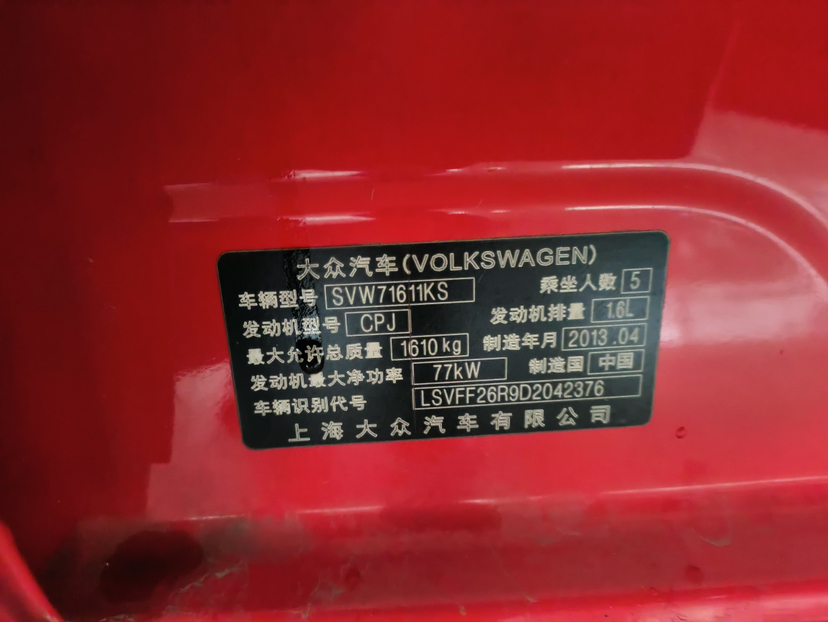 大众汽车(VOLKSWAGEN)
车辆型号 SVW71611KS 乘坐人数 5
发动机型号 CPJ 发动机排量 1.6L
最大允许总质量 1610kg 制造年月 2013.04
发动机最大净功率 77kW 制造国 中国
车辆识别代号 LSVFF26R9D2042376
上海大众汽车有限公司